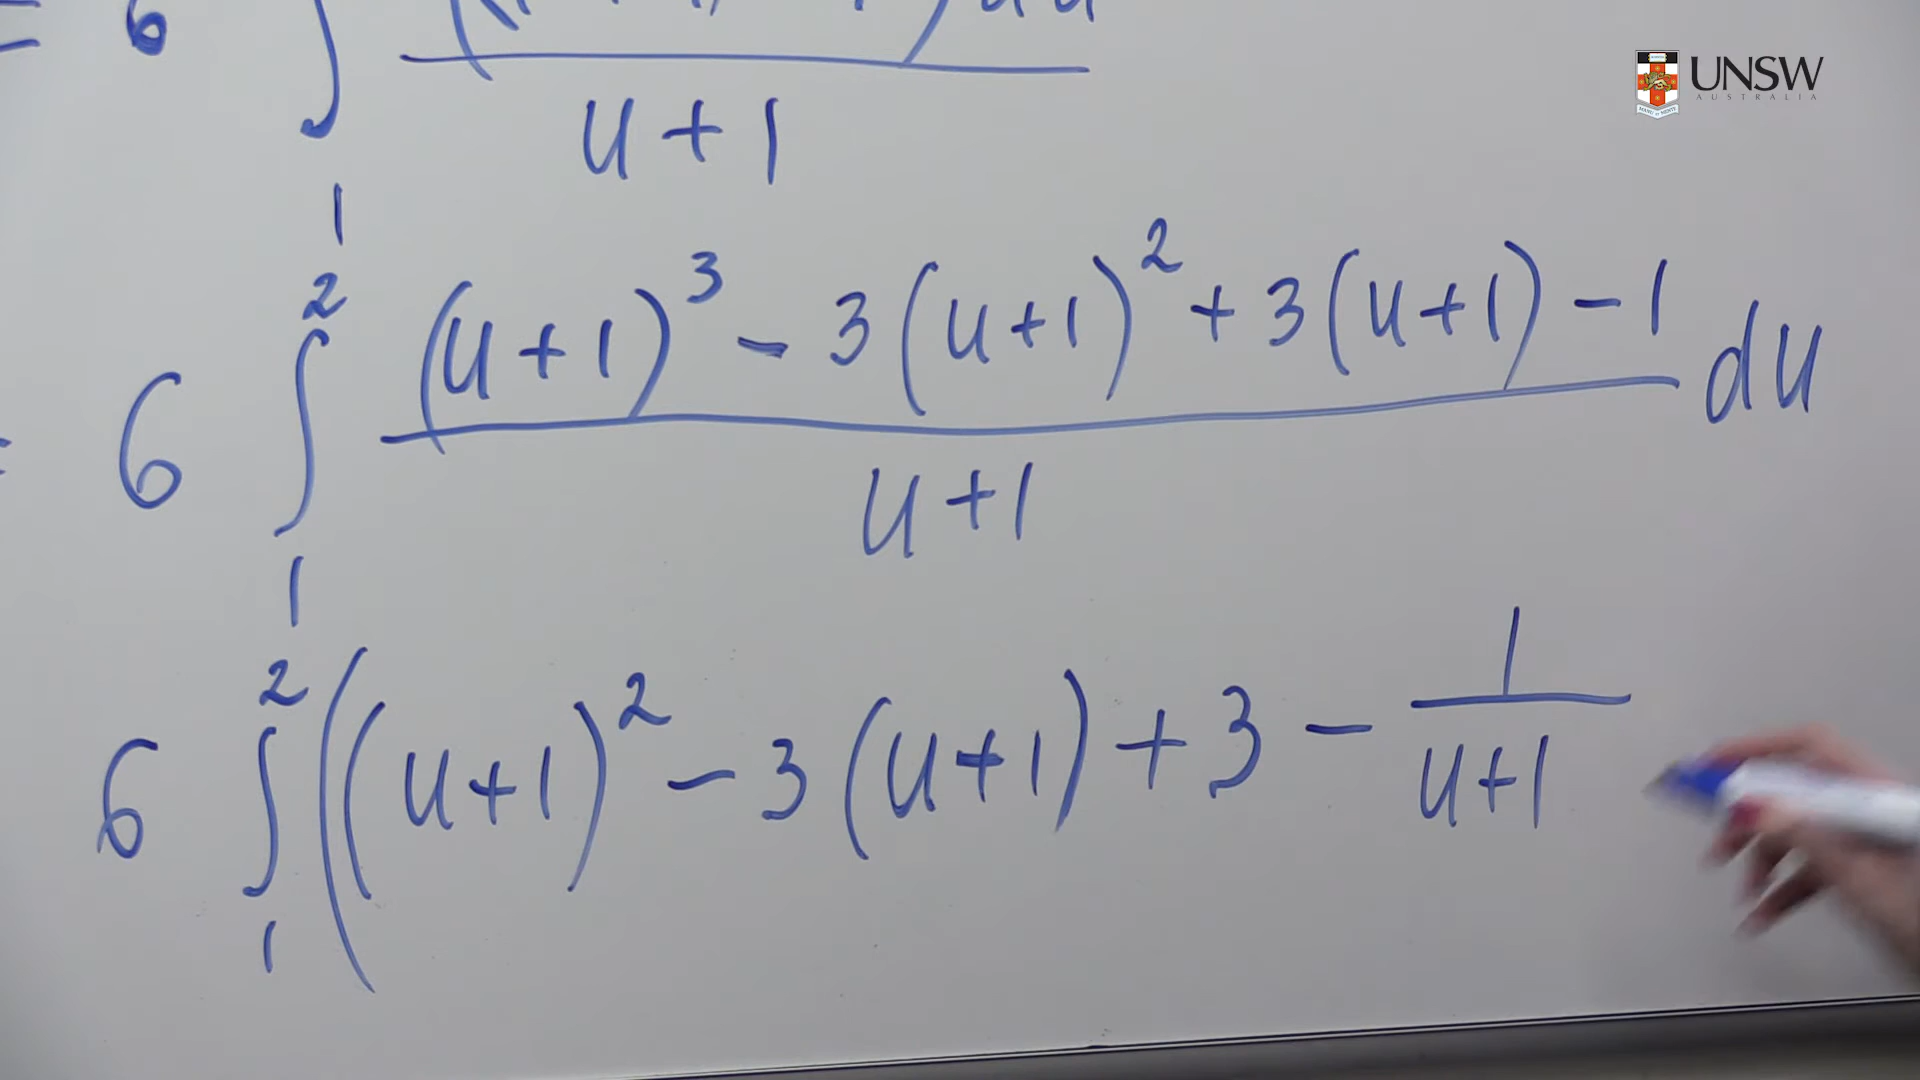 UNSW
AUSTRALIA
= 6 ∫
u+1
1
2
6 ∫ (u+1)³ - 3(u+1)² + 3(u+1) - 1 du
u+1
1
2
6 ∫ ((u+1)² - 3(u+1) + 3 - 1
u+1
1